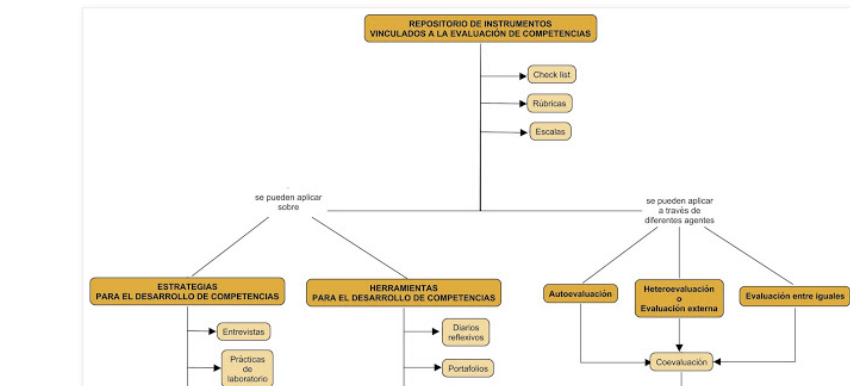 REPOSITORIO DE INSTRUMENTOS
VINCULADOS A LA EVALUACIÓN DE COMPETENCIAS
Check list
Rúbricas
Escalas
se pueden aplicar
sobre
se pueden aplicar
a través de
diferentes agentes
ESTRATEGIAS
PARA EL DESARROLLO DE COMPETENCIAS
HERRAMIENTAS
PARA EL DESARROLLO DE COMPETENCIAS
Autoevaluación
Heteroevaluación
o
Evaluación externa
Evaluación entre iguales
Entrevistas
Diarios
reflexivos
Prácticas
de
laboratorio
Portafolios
Coevaluación